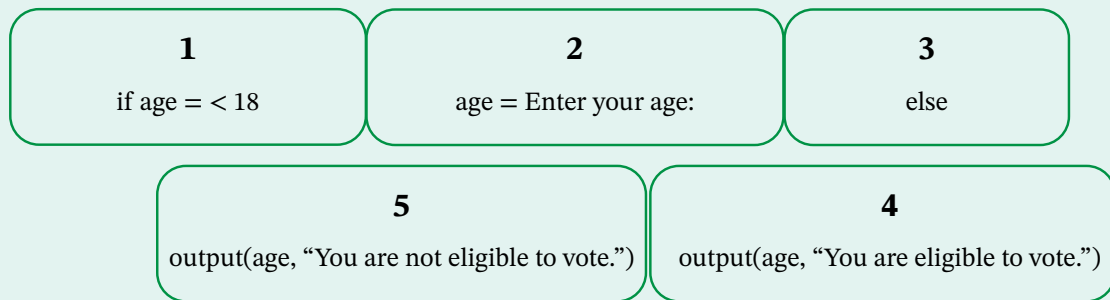 1
if age = < 18
2
age = Enter your age:
3
else
5
output(age, “You are not eligible to vote.”)
4
output(age, “You are eligible to vote.”)